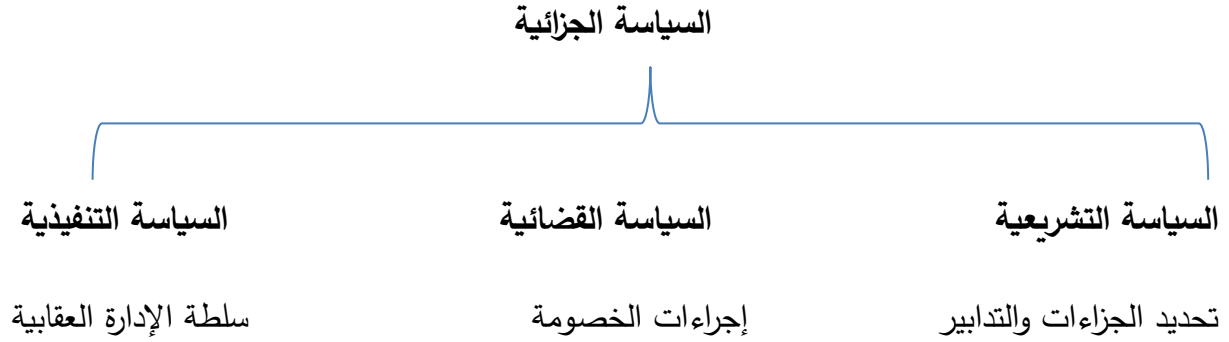 السياسة الجزائية
السياسة التشريعية السياسة القضائية السياسة التنفيذية
تحديد الجزاءات والتدابير إجراءات الخصومة سلطة الإدارة العقابية